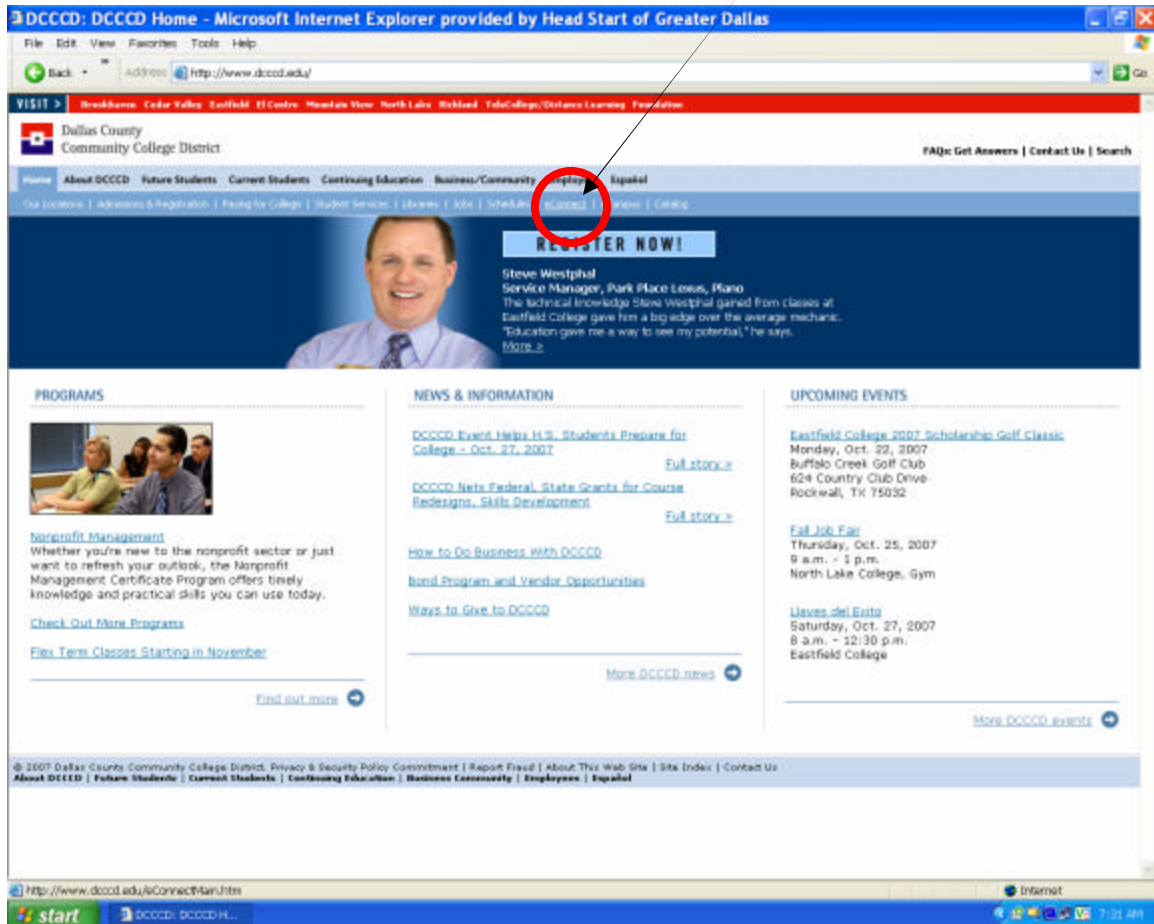 DCCCD: DCCCD Home - Microsoft Internet Explorer provided by Head Start of Greater Dallas
File Edit View Favorites Tools Help
Back Address http://www.dcccd.edu/ Go
VISIT > Brookhaven Cedar Valley Eastfield El Centro Mountain View North Lake Richland TeleCollege/Distance Learning Foundation
Dallas County
Community College District
FAQs: Get Answers | Contact Us | Search
Home About DCCCD Future Students Current Students Continuing Education Business/Community Español
Our Locations | Admissions & Registration | Paying for College | Student Services | Libraries | Jobs | Schedules eConnect | | Catalog
REGISTER NOW!
Steve Westphal
Service Manager, Park Place Lexus, Plano
The technical knowledge Steve Westphal gained from classes at
Eastfield College gave him a big edge over the average mechanic.
"Education gave me a way to see my potential," he says.
More »
PROGRAMS
Nonprofit Management
Whether you're new to the nonprofit sector or just
want to refresh your outlook, the Nonprofit
Management Certificate Program offers timely
knowledge and practical skills you can use today.
Check Out More Programs
Flex Term Classes Starting in November
Find out more
NEWS & INFORMATION
DCCCD Event Helps H.S. Students Prepare for
College - Oct. 27, 2007
Full story »
DCCCD Nets Federal, State Grants for Course
Redesigns, Skills Development
Full story »
How to Do Business With DCCCD
Bond Program and Vendor Opportunities
Ways to Give to DCCCD
More DCCCD news
UPCOMING EVENTS
Eastfield College 2007 Scholarship Golf Classic
Monday, Oct. 22, 2007
Buffalo Creek Golf Club
624 Country Club Drive
Rockwall, TX 75032
Fall Job Fair
Thursday, Oct. 25, 2007
9 a.m. - 1 p.m.
North Lake College, Gym
Llaves del Exito
Saturday, Oct. 27, 2007
8 a.m. - 12:30 p.m.
Eastfield College
More DCCCD events
© 2007 Dallas County Community College District. Privacy & Security Policy Commitment | Report Fraud | About This Web Site | Site Index | Contact Us
About DCCCD | Future Students | Current Students | Continuing Education | Business Community | Employees | Español
http://www.dcccd.edu/eConnectMain.htm Internet
start DCCCD: DCCCD H... 7:31 AM